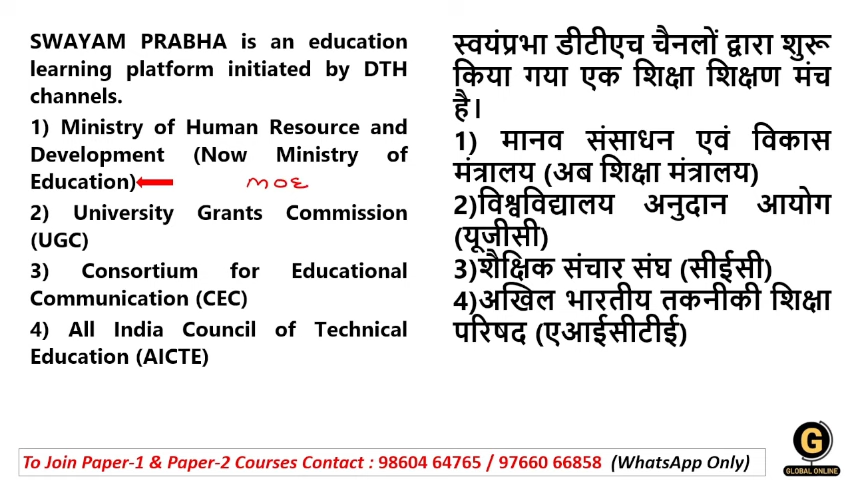 SWAYAM PRABHA is an education
learning platform initiated by DTH
channels.
1) Ministry of Human Resource and
Development (Now Ministry of
Education)
MOE
2) University Grants Commission
(UGC)
3) Consortium for Educational
Communication (CEC)
4) All India Council of Technical
Education (AICTE)
स्वयंप्रभा डीटीएच चैनलों द्वारा शुरू
किया गया एक शिक्षा शिक्षण मंच
है।
1) मानव संसाधन एवं विकास
मंत्रालय (अब शिक्षा मंत्रालय)
2)विश्वविद्यालय अनुदान आयोग
(यूजीसी)
3)शैक्षिक संचार संघ (सीईसी)
4)अखिल भारतीय तकनीकी शिक्षा
परिषद (एआईसीटीई)
To Join Paper-1 & Paper-2 Courses Contact : 98604 64765 / 97660 66858 (WhatsApp Only)
G
GLOBAL ONLINE